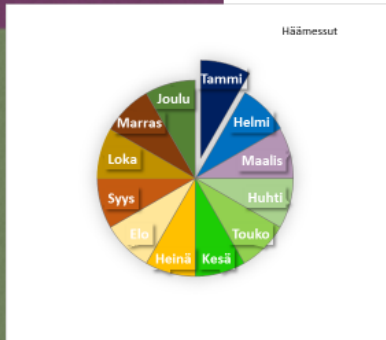 Häämessut
Tammi
Helmi
Maalis
Huhti
Touko
Kesä
Heinä
Elo
Syys
Loka
Marras
Joulu